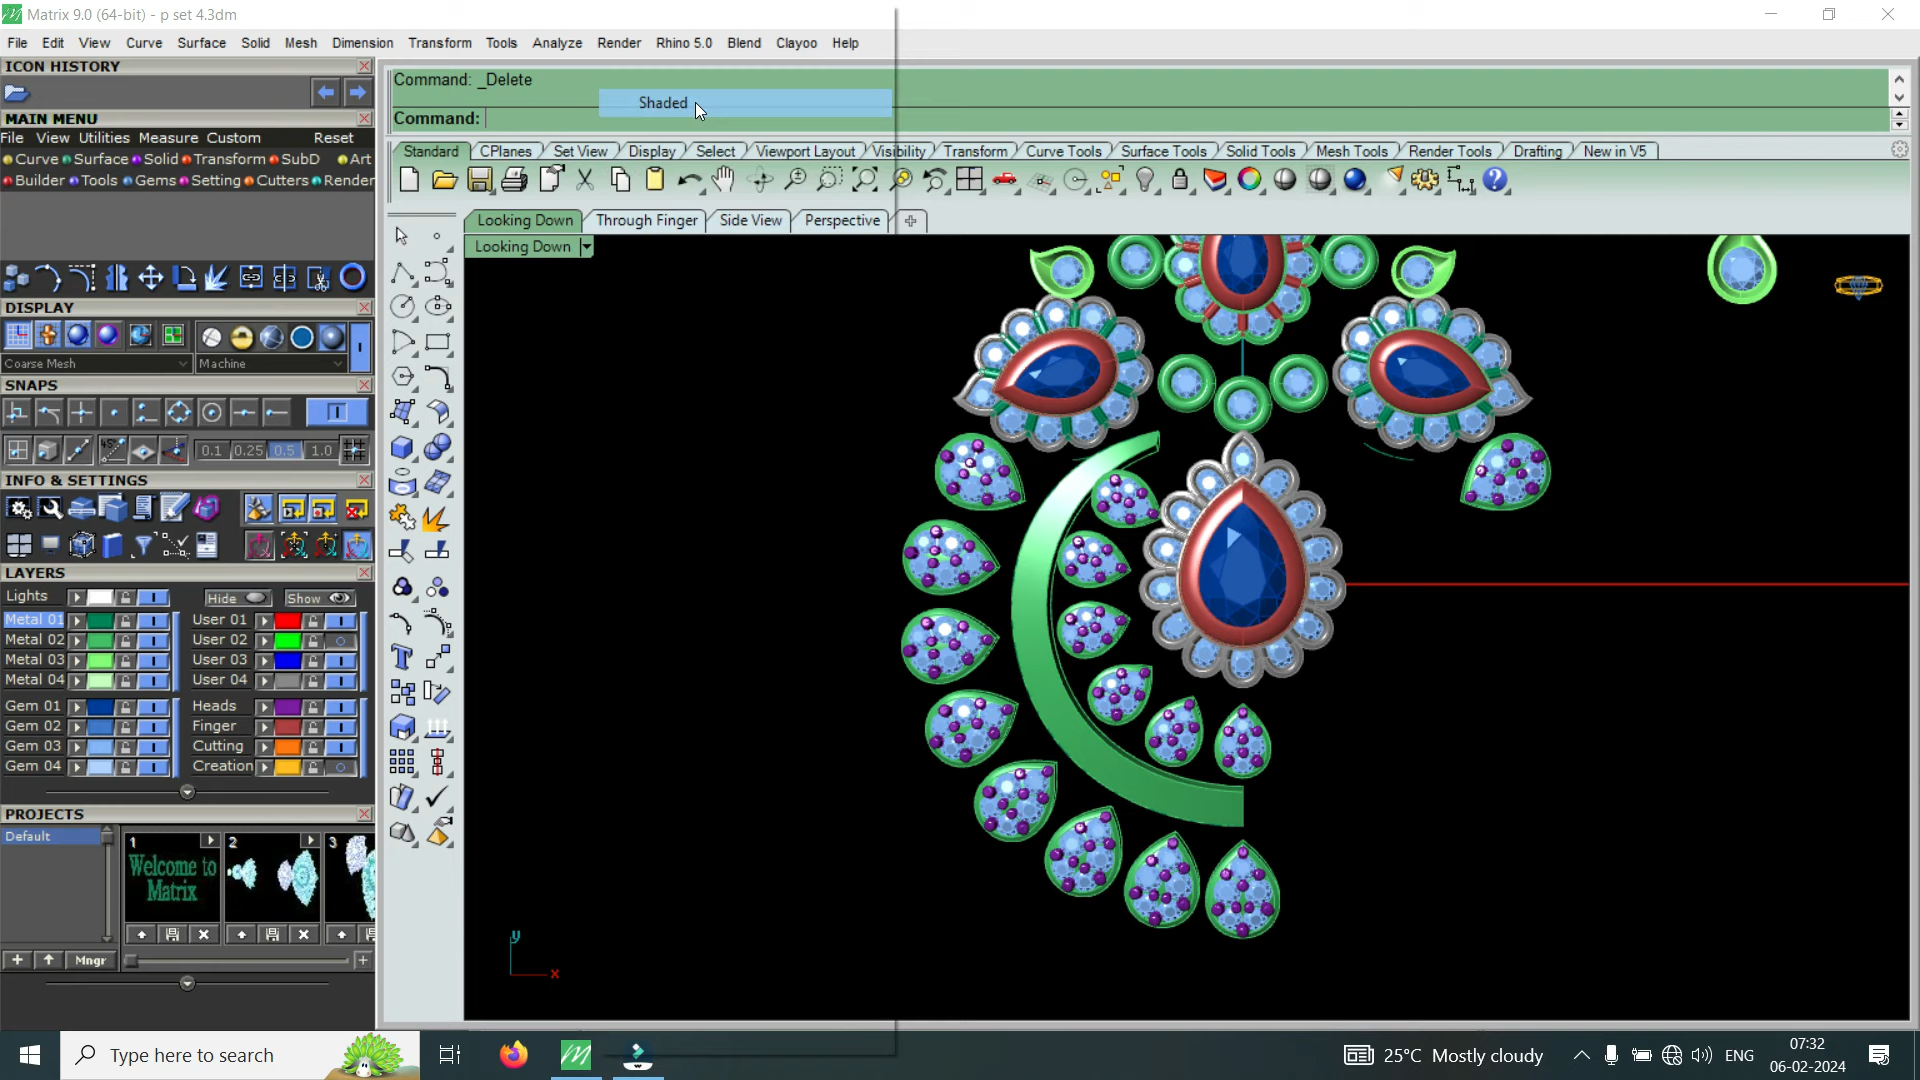 Matrix 9.0 (64-bit) - p set 4.3dm
File Edit View Curve Surface Solid Mesh Dimension Transform Tools Analyze Render Rhino 5.0 Blend Clayoo Help
ICON HISTORY
Command: _Delete
Shaded
Command:
MAIN MENU
File View Utilities Measure Custom Reset
Curve Surface Solid Transform SubD Art
Builder Tools Gems Setting Cutters Render
Standard CPlanes Set View Display Select Viewport Layout Visibility Transform Curve Tools Surface Tools Solid Tools Mesh Tools Render Tools Drafting New in V5
Looking Down Through Finger Side View Perspective
Looking Down
DISPLAY
Coarse Mesh Machine
SNAPS
45°
0.1 0.25 0.5 1.0
INFO & SETTINGS
LAYERS
Lights Hide Show
Metal 01 User 01
Metal 02 User 02
Metal 03 User 03
Metal 04 User 04
Gem 01 Heads
Gem 02 Finger
Gem 03 Cutting
Gem 04 Creation
PROJECTS
Default
1 2 3
Welcome to
Matrix
Mngr
y
x
Type here to search
25°C Mostly cloudy
ENG
07:32
06-02-2024